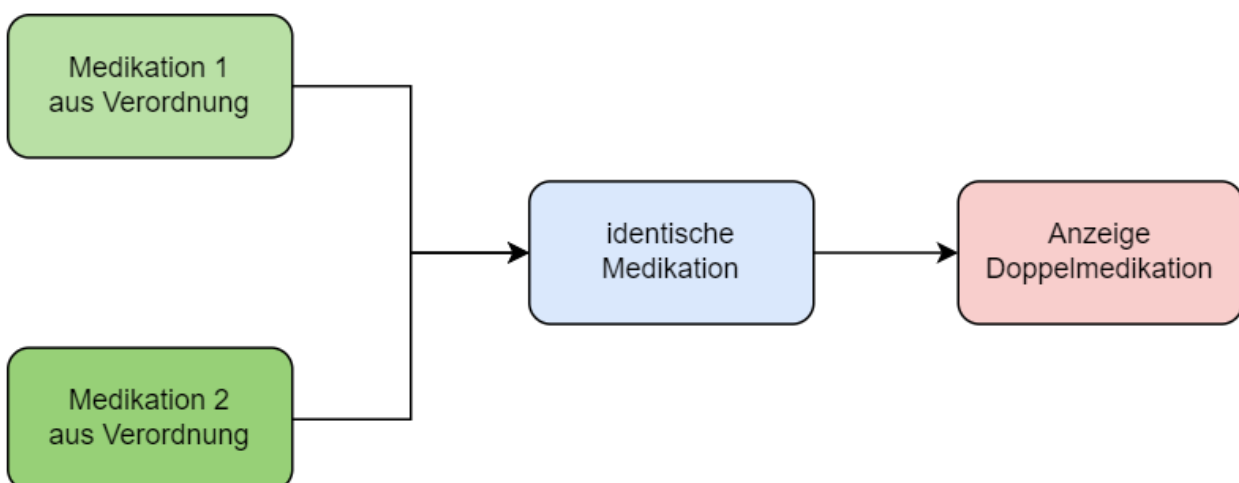 Medikation 1
aus Verordnung
identische
Medikation
Anzeige
Doppelmedikation
Medikation 2
aus Verordnung